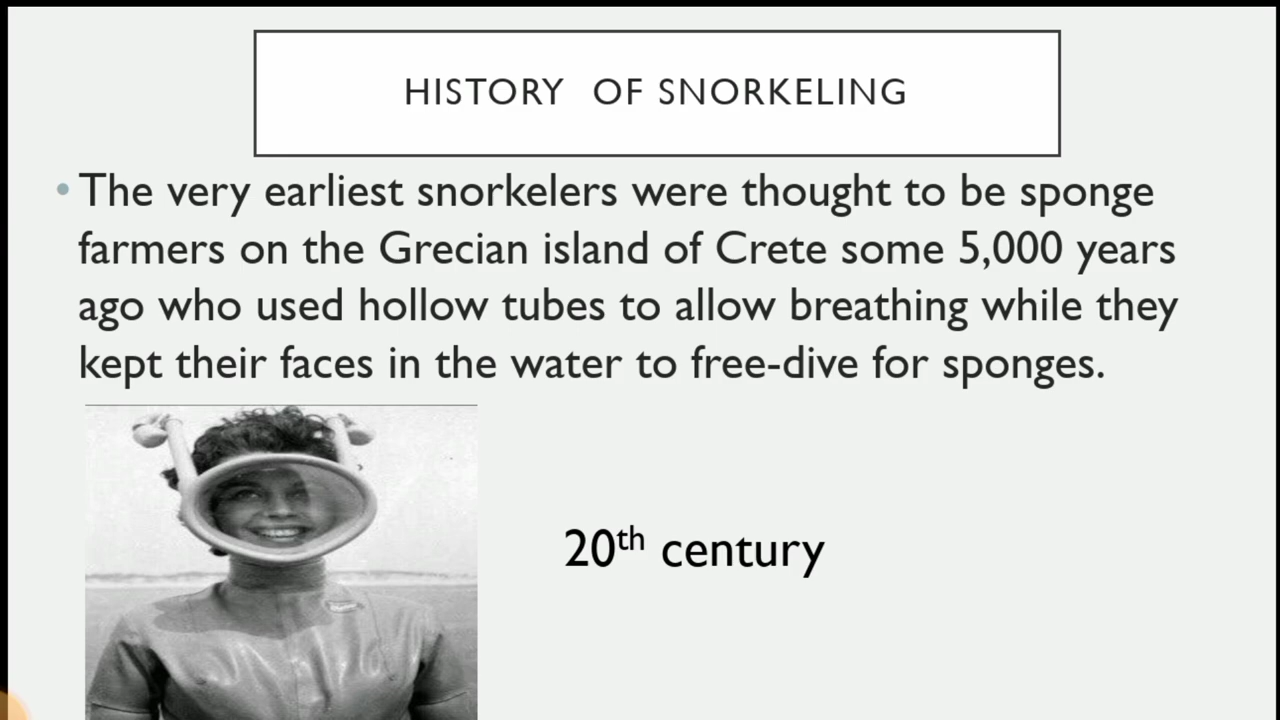 HISTORY OF SNORKELING
• The very earliest snorkelers were thought to be sponge
farmers on the Grecian island of Crete some 5,000 years
ago who used hollow tubes to allow breathing while they
kept their faces in the water to free-dive for sponges.
20th century